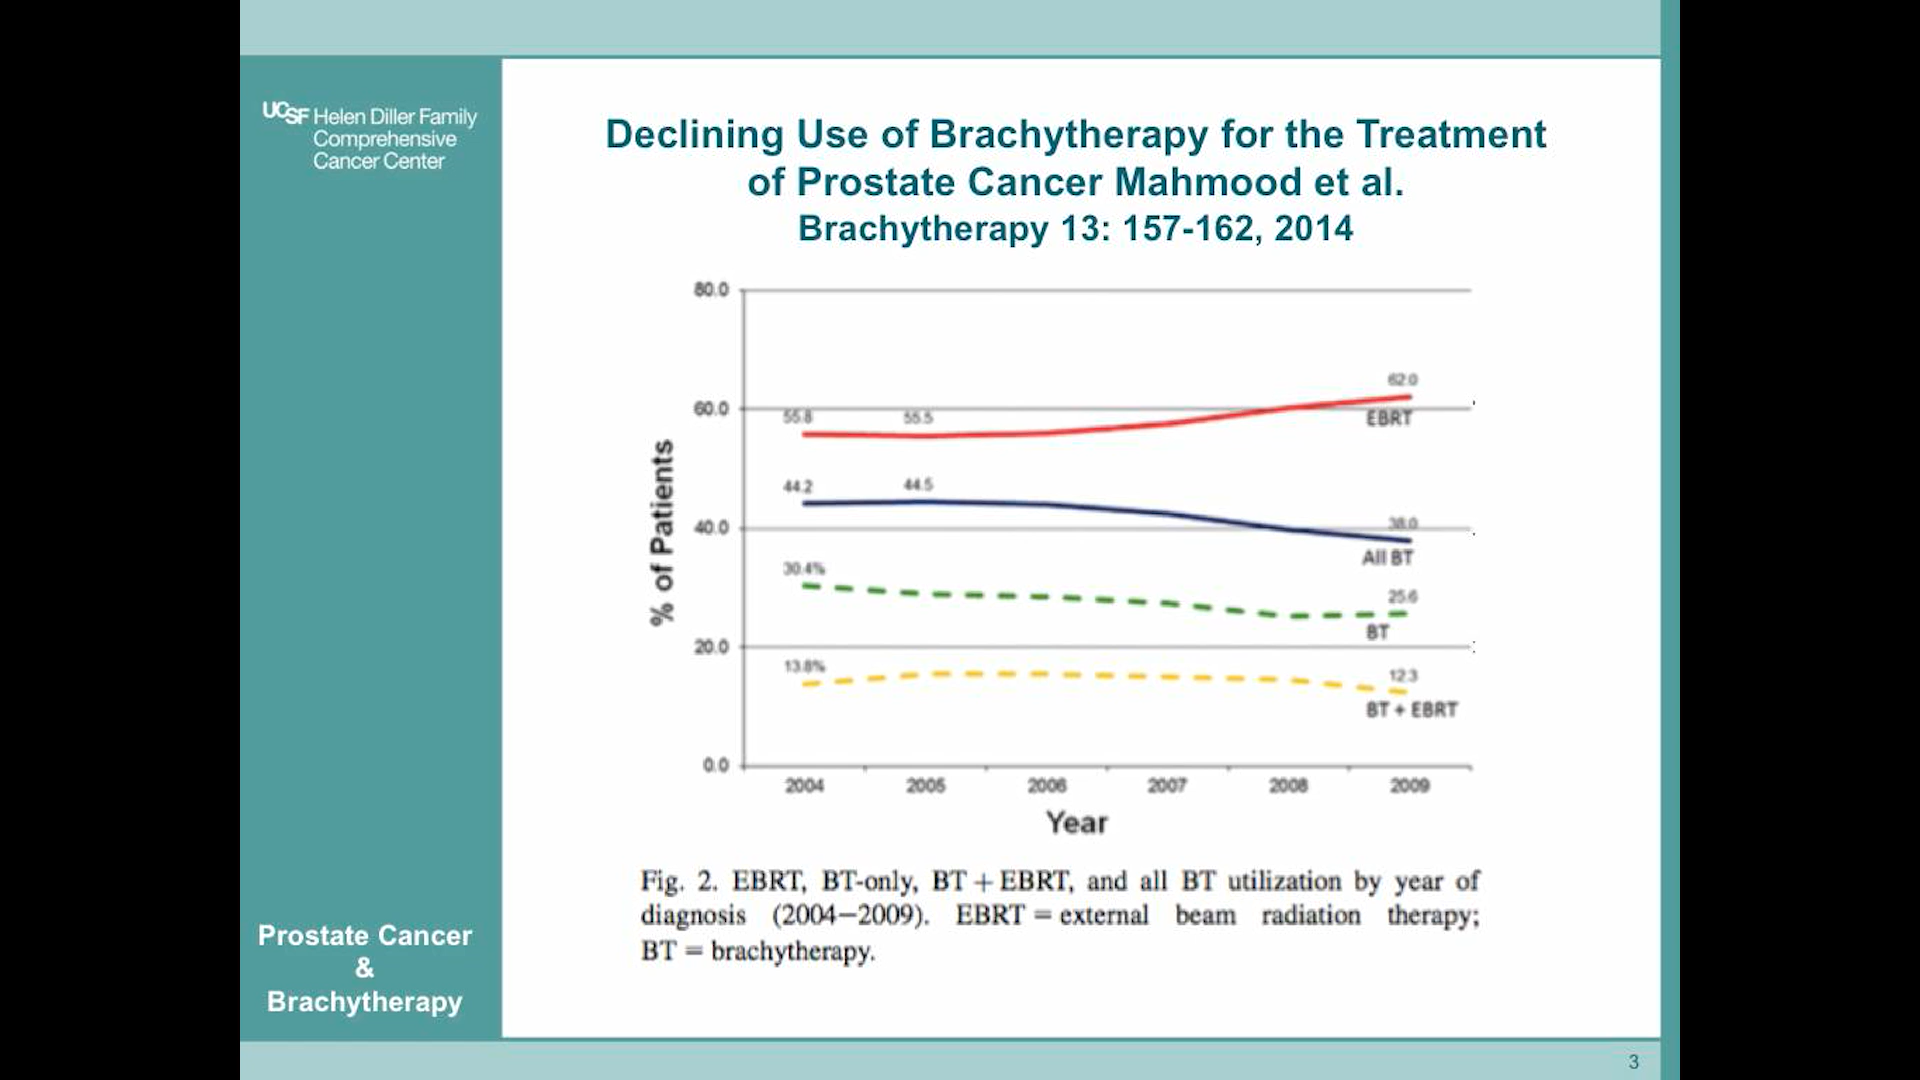 UCSF Helen Diller Family
Comprehensive
Cancer Center
Declining Use of Brachytherapy for the Treatment
of Prostate Cancer Mahmood et al.
Brachytherapy 13: 157-162, 2014
80.0
60.0
40.0
20.0
0.0
% of Patients
55.8
55.5
62.0
EBRT
44.2
44.5
38.0
All BT
30.4%
25.6
BT
13.8%
12.3
BT + EBRT
2004 2005 2006 2007 2008 2009
Year
Fig. 2. EBRT, BT-only, BT + EBRT, and all BT utilization by year of
diagnosis (2004–2009). EBRT = external beam radiation therapy;
BT = brachytherapy.
Prostate Cancer
&
Brachytherapy
3